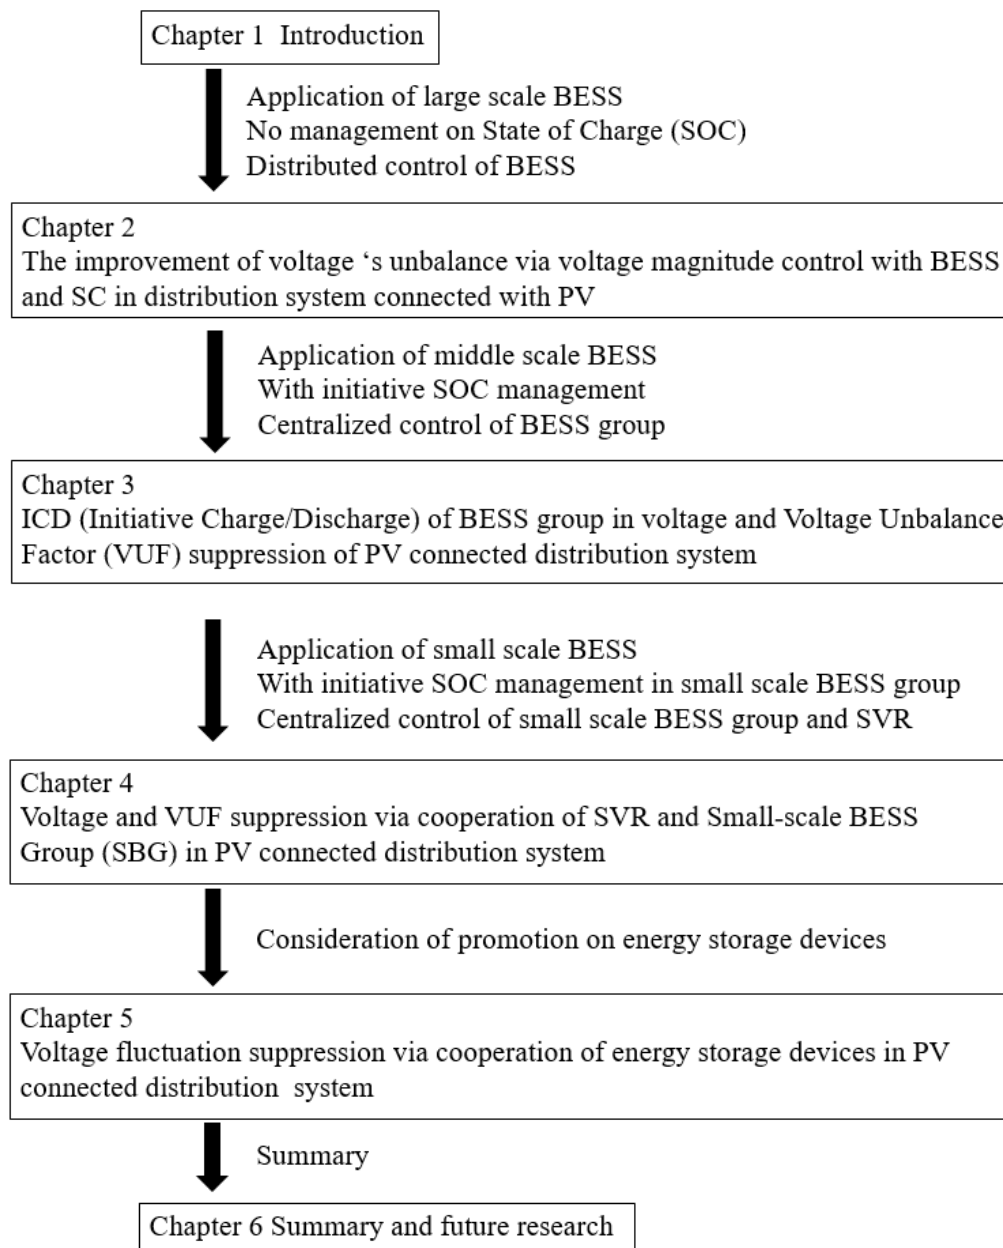 Chapter 1  Introduction
Application of large scale BESS
No management on State of Charge (SOC)
Distributed control of BESS
Chapter 2
The improvement of voltage ‘s unbalance via voltage magnitude control with BESS
and SC in distribution system connected with PV
Application of middle scale BESS
With initiative SOC management
Centralized control of BESS group
Chapter 3
ICD (Initiative Charge/Discharge) of BESS group in voltage and Voltage Unbalance
Factor (VUF) suppression of PV connected distribution system
Application of small scale BESS
With initiative SOC management in small scale BESS group
Centralized control of small scale BESS group and SVR
Chapter 4
Voltage and VUF suppression via cooperation of SVR and Small-scale BESS
Group (SBG) in PV connected distribution system
Consideration of promotion on energy storage devices
Chapter 5
Voltage fluctuation suppression via cooperation of energy storage devices in PV
connected distribution  system
Summary
Chapter 6 Summary and future research